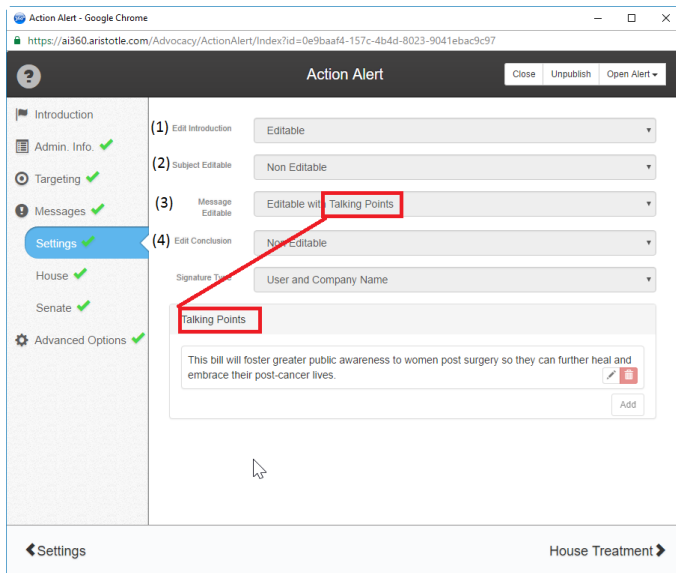 Action Alert - Google Chrome
https://ai360.aristotle.com/Advocacy/ActionAlert/Index?id=0e9baaf4-157c-4b4d-8023-9041ebac9c97
?
Action Alert
Close Unpublish Open Alert
Introduction
Admin. Info.
Targeting
Messages
Settings
House
Senate
Advanced Options
(1) Edit Introduction Editable
(2) Subject Editable Non Editable
(3) Message Editable Editable with Talking Points
(4) Edit Conclusion Non Editable
Signature Type User and Company Name
Talking Points
This bill will foster greater public awareness to women post surgery so they can further heal and
embrace their post-cancer lives.
Add
Settings
House Treatment